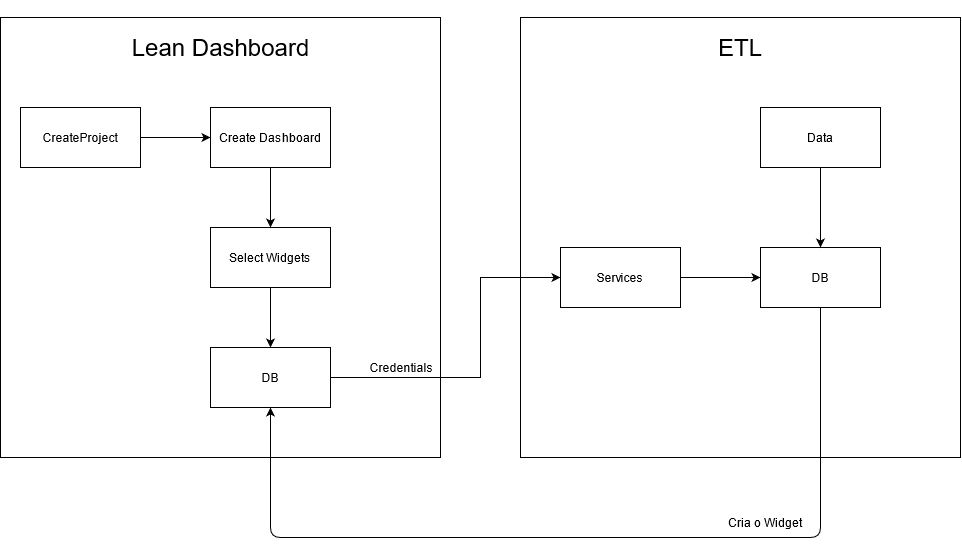 Lean Dashboard
ETL
CreateProject
Create Dashboard
Data
Select Widgets
Services
DB
DB
Credentials
Cria o Widget